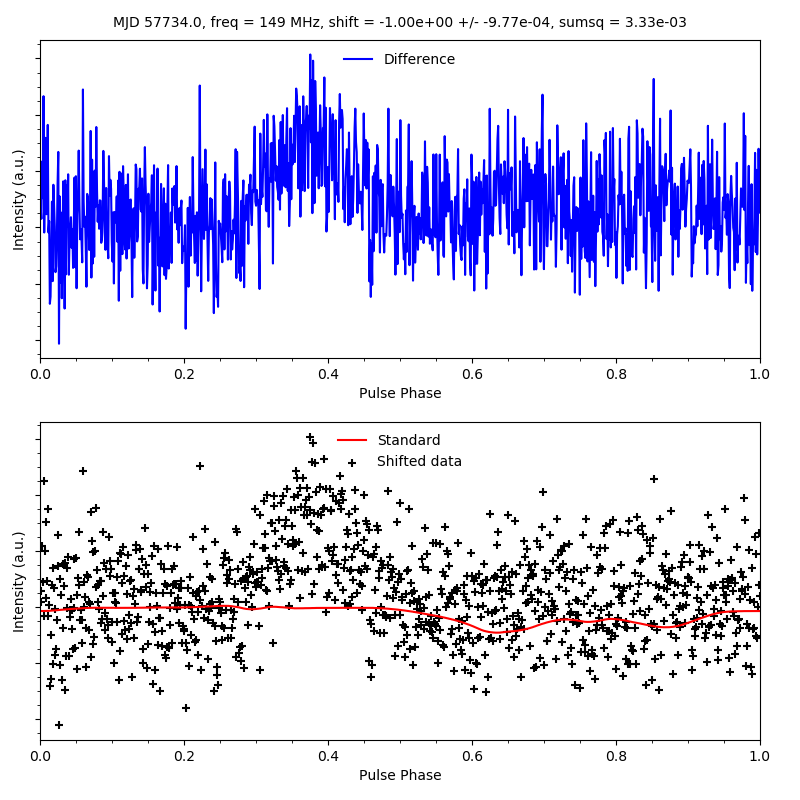 MJD 57734.0, freq = 149 MHz, shift = -1.00e+00 +/- -9.77e-04, sumsq = 3.33e-03
Difference
Intensity (a.u.)
0.0 0.2 0.4 0.6 0.8 1.0
Pulse Phase
Standard
Shifted data
Intensity (a.u.)
0.0 0.2 0.4 0.6 0.8 1.0
Pulse Phase